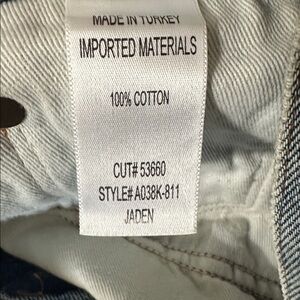 MADE IN TURKEY
IMPORTED MATERIALS
100% COTTON
CUT# 53660
STYLE# A038K-811
JADEN